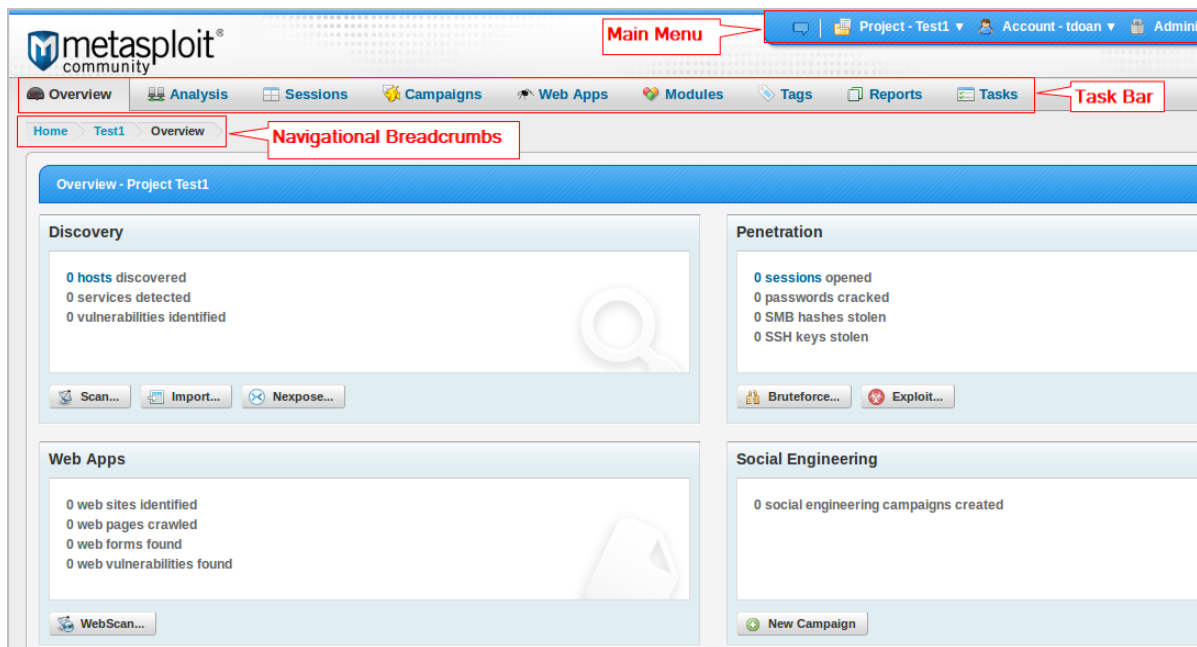 metasploit®
community
Main Menu
Project - Test1 ▼
Account - tdoan ▼
Overview
Analysis
Sessions
Campaigns
Web Apps
Modules
Tags
Reports
Tasks
Task Bar
Home
Test1
Overview
Navigational Breadcrumbs
Overview - Project Test1
Discovery
0 hosts discovered
0 services detected
0 vulnerabilities identified
Scan...
Import...
Nexpose...
Penetration
0 sessions opened
0 passwords cracked
0 SMB hashes stolen
0 SSH keys stolen
Bruteforce...
Exploit...
Web Apps
0 web sites identified
0 web pages crawled
0 web forms found
0 web vulnerabilities found
WebScan...
Social Engineering
0 social engineering campaigns created
New Campaign